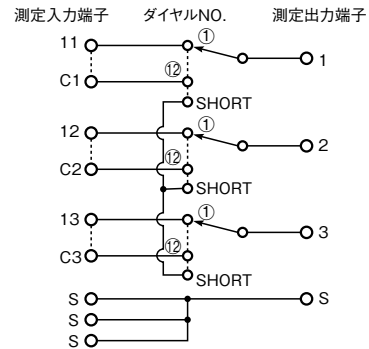 測定入力端子 ダイヤルNO. 測定出力端子
11 ① 1
C1 ⑫
SHORT
12 ① 2
C2 ⑫
SHORT
13 ① 3
C3 ⑫
SHORT
S S
S
S